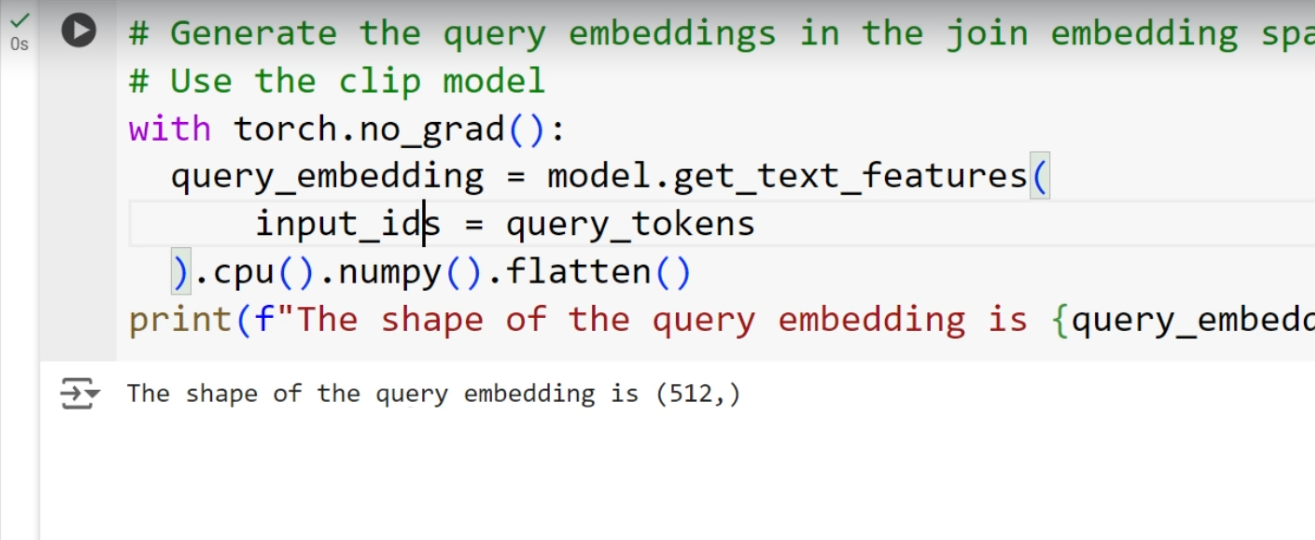 # Generate the query embeddings in the join embedding
0s
# Use the clip model
with torch.no_grad():
query_embedding = model.get_text_features(
input_ids = query_tokens
).cpu().numpy().flatten()
print(f"The shape of the query embedding is {
The shape of the query embedding is (512,)